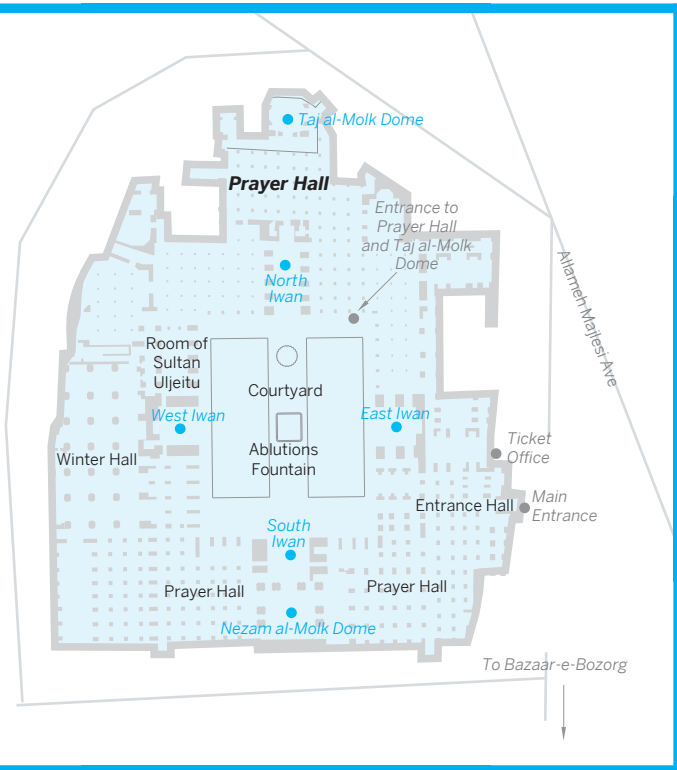 Taj al-Molk Dome
Prayer Hall
Entrance to
Prayer Hall
and Taj al-Molk
Dome
North
Iwan
Allameh Majlesi Ave
Room of
Sultan
Uljeitu
Courtyard
West Iwan
East Iwan
Ablutions
Fountain
Winter Hall
Ticket
Office
Entrance Hall
Main
Entrance
South
Iwan
Prayer Hall
Prayer Hall
Nezam al-Molk Dome
To Bazaar-e-Bozorg